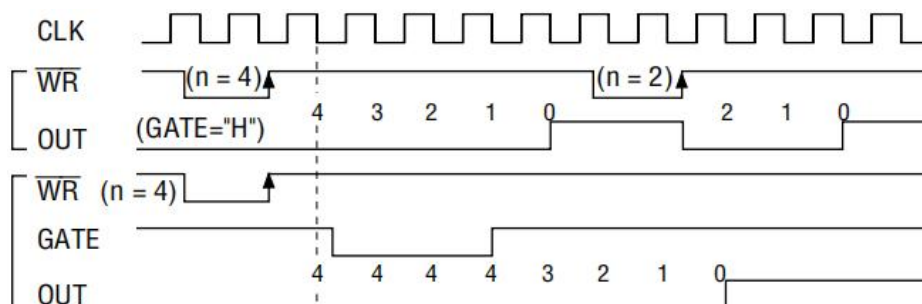 CLK
WR (n = 4) (n = 2)
4 3 2 1 0 2 1 0
OUT (GATE="H")
WR (n = 4)
GATE
4 4 4 4 3 2 1 0
OUT